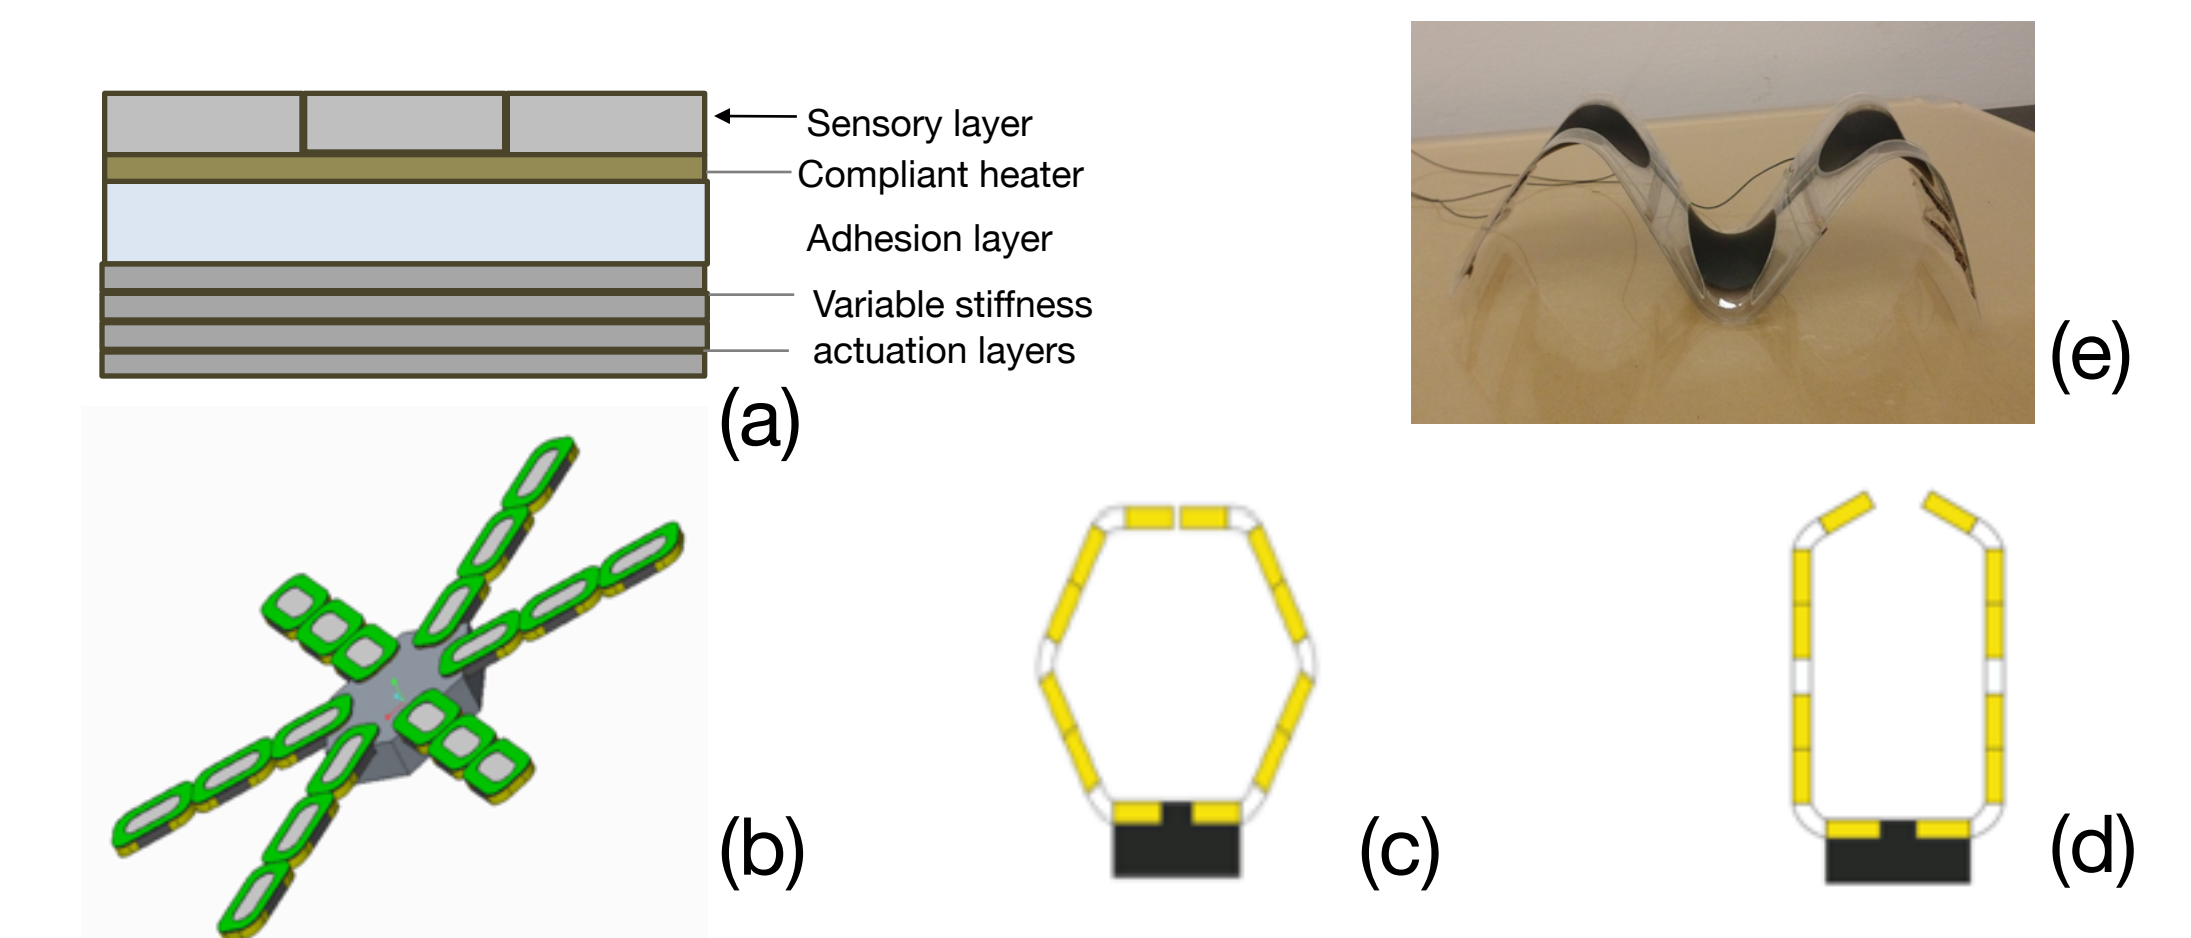 Sensory layer
Compliant heater
Adhesion layer
Variable stiffness
actuation layers
(a)
(b)
(c)
(d)
(e)